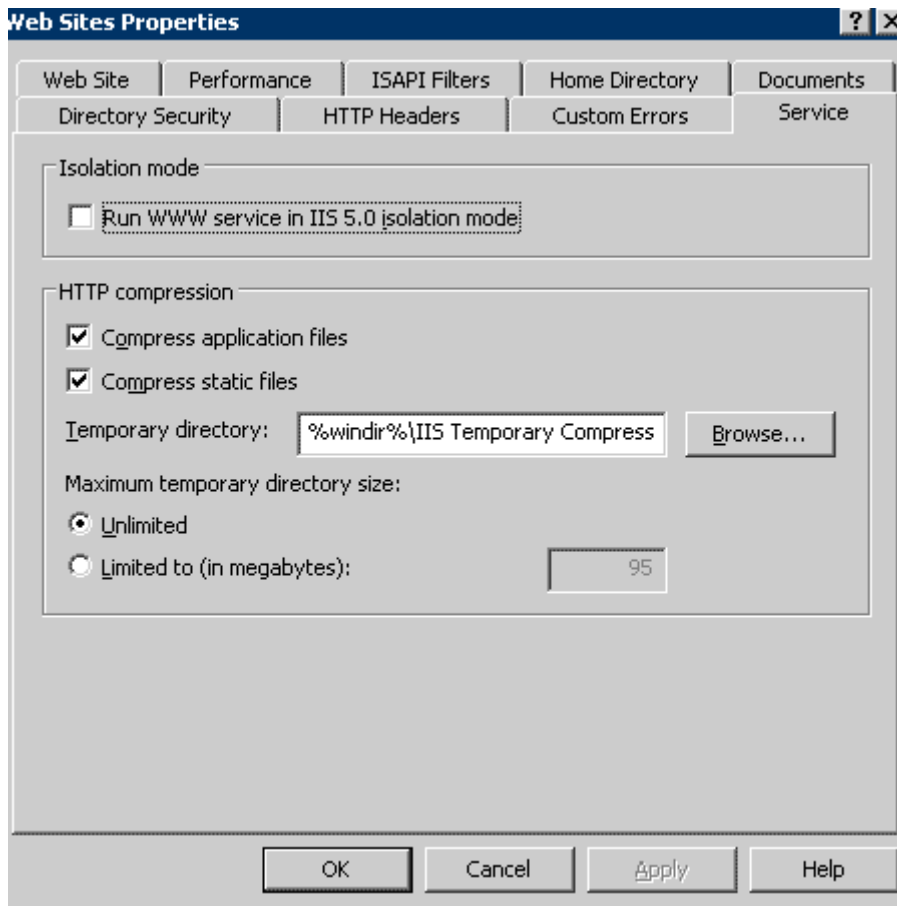 Web Sites Properties
Web Site Performance ISAPI Filters Home Directory Documents
Directory Security HTTP Headers Custom Errors Service
Isolation mode
Run WWW service in IIS 5.0 isolation mode
HTTP compression
Compress application files
Compress static files
Temporary directory: %windir%\IIS Temporary Compress Browse...
Maximum temporary directory size:
Unlimited
Limited to (in megabytes): 95
OK Cancel Apply Help